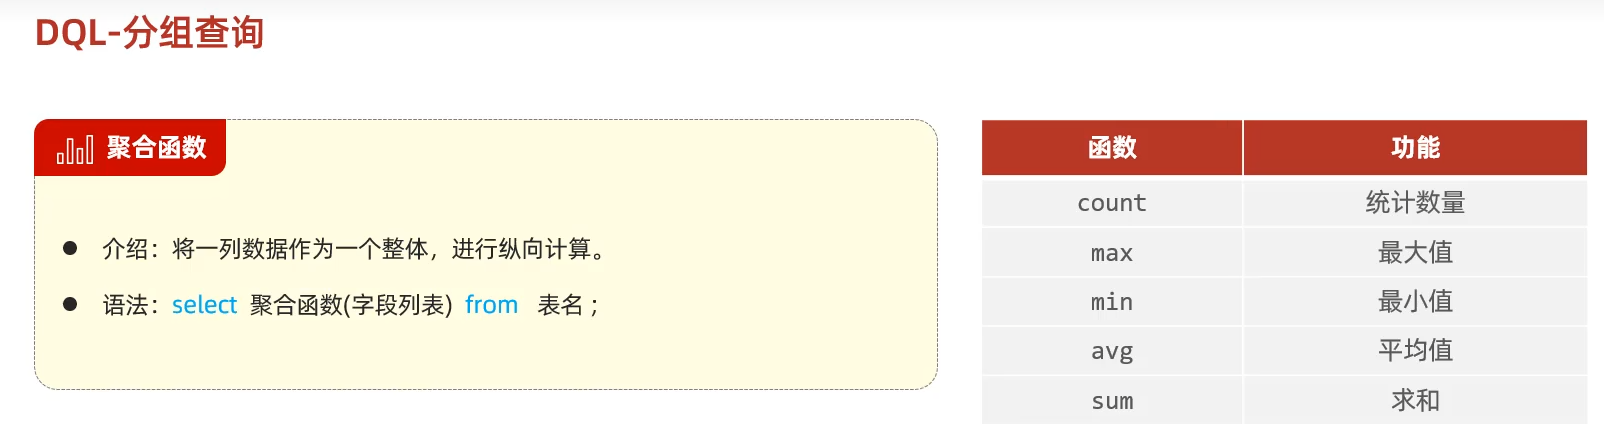 DQL-分组查询
聚合函数
介绍：将一列数据作为一个整体，进行纵向计算。
语法：select 聚合函数(字段列表) from 表名 ;
函数 功能
count 统计数量
max 最大值
min 最小值
avg 平均值
sum 求和